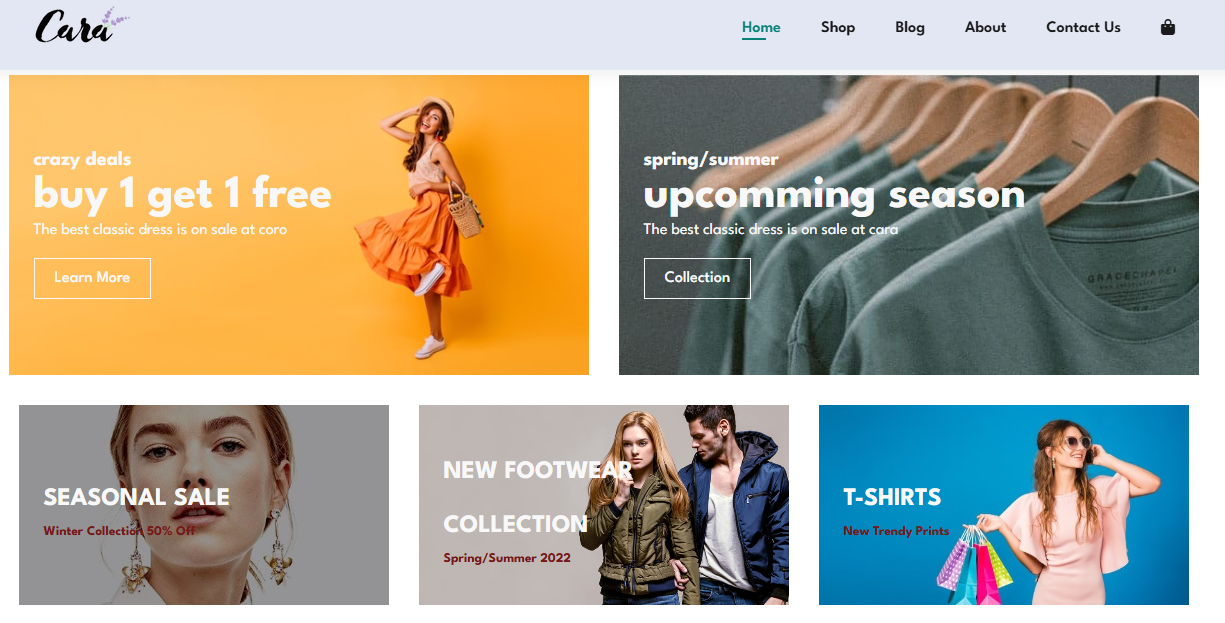 Cara
Home Shop Blog About Contact Us
crazy deals
buy 1 get 1 free
The best classic dress is on sale at coro
Learn More
spring/summer
upcomming season
The best classic dress is on sale at cara
Collection
GRACECHAPEL
SEASONAL SALE
Winter Collection 50% Off
NEW FOOTWEAR
COLLECTION
Spring/Summer 2022
T-SHIRTS
New Trendy Prints